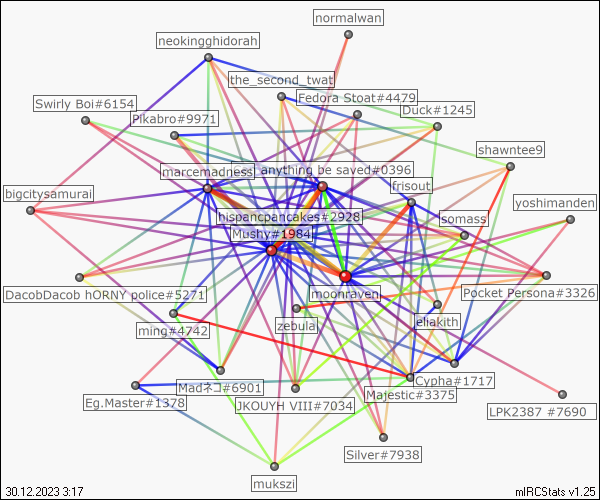 normalwan
neokingghidorah
the_second_twat
Fedora Stoat#4479
Swirly Boi#6154
Duck#1245
Pikabro#9971
shawntee9
marcemadness
anything be saved#0396
frisout
bigcitysamurai
yoshimanden
hispancpancakes#2928
somass
Mushy#1984
moonraven
DacobDacob hORNY police#5271
Pocket Persona#3326
zebulai
eliakith
ming#4742
Cypha#1717
Madネコ#6901
Majestic#3375
Eg.Master#1378
JKOUYH VIII#7034
LPK2387 #7690
Silver#7938
mukszi
30.12.2023 3:17
mIRCStats v1.25